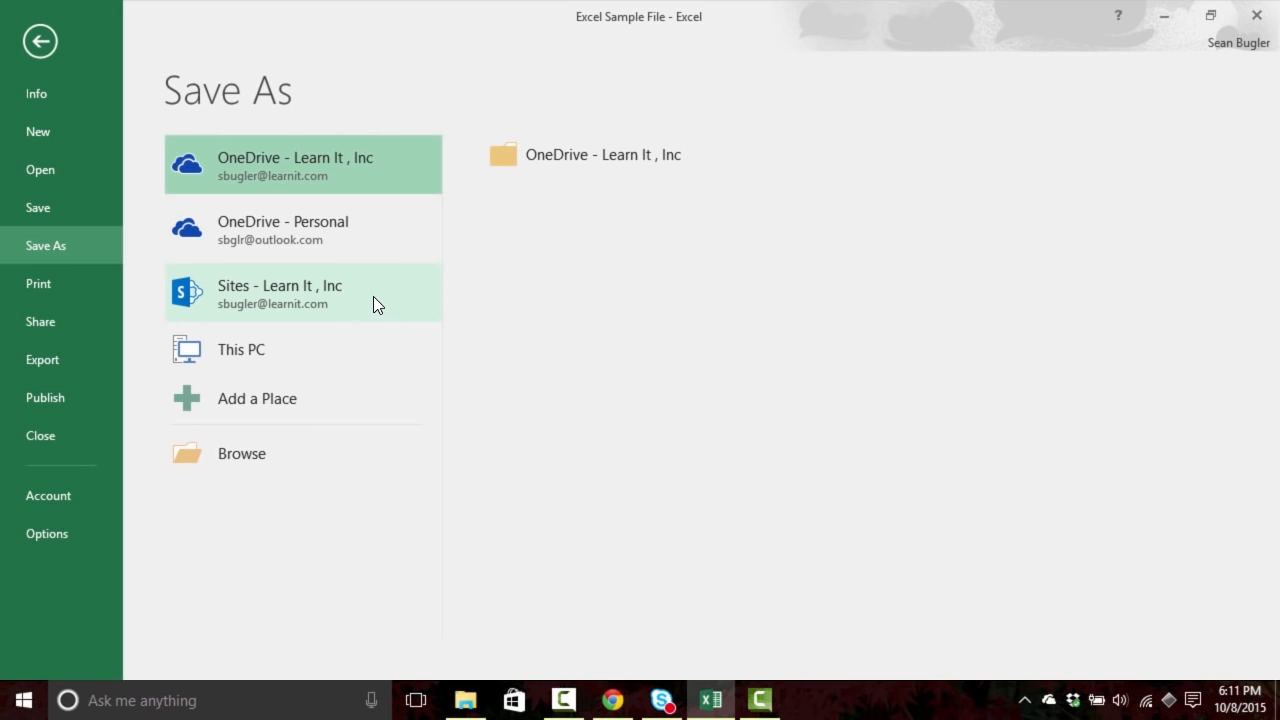 Excel Sample File - Excel
?
Sean Bugler
Info
New
Open
Save
Save As
Print
Share
Export
Publish
Close
Account
Options
Save As
OneDrive - Learn It , Inc
sbugler@learnit.com
OneDrive - Personal
sbglr@outlook.com
S
Sites - Learn It , Inc
sbugler@learnit.com
This PC
Add a Place
Browse
OneDrive - Learn It , Inc
Ask me anything
6:11 PM
10/8/2015